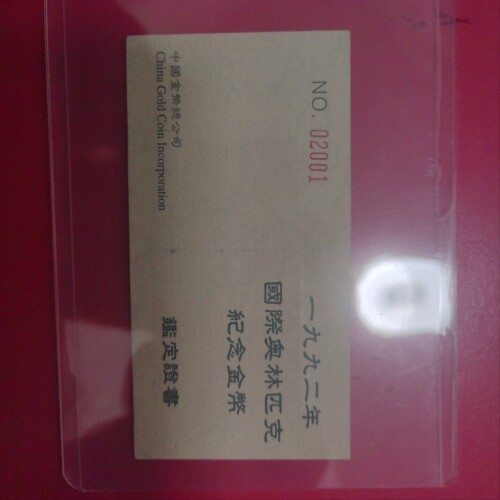 NO. 02001
一九九二年
國際奥林匹克
紀念金幣
鑑定證書
中國金幣總公司
China Gold Coin Incorporation